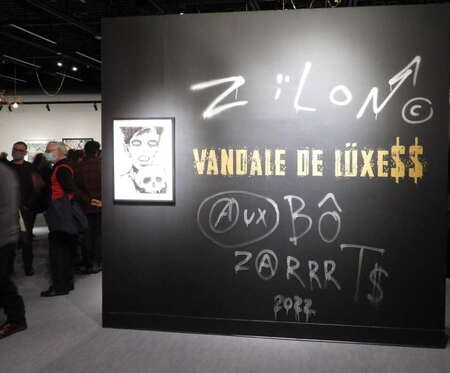 ZïLON ©
VANDALE DE LÜXE$$
AUX BÔ
ZARRRT$
2022